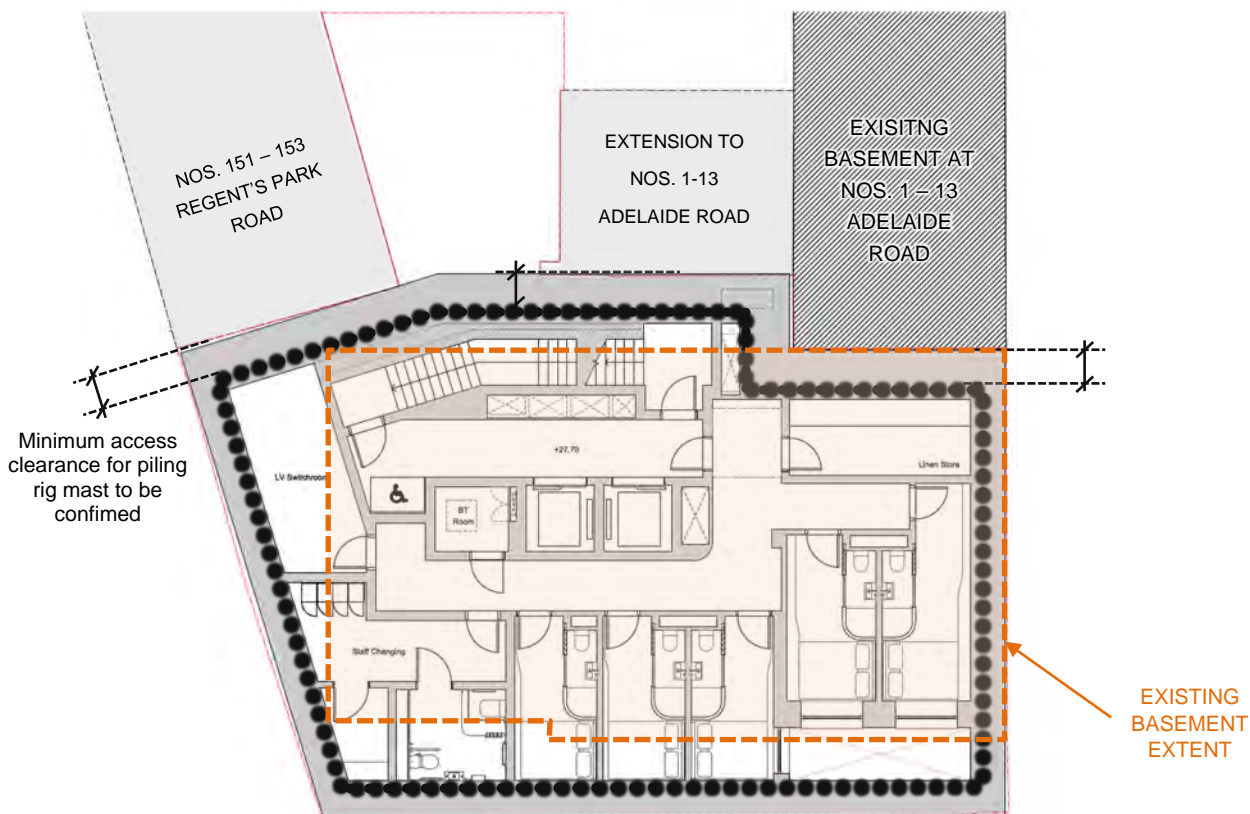 NOS. 151 – 153
REGENT'S PARK
ROAD
EXTENSION TO
NOS. 1-13
ADELAIDE ROAD
EXISITNG
BASEMENT AT
NOS. 1 – 13
ADELAIDE
ROAD
Minimum access
clearance for piling
rig mast to be
confimed
LV Switchroom
+27.70
Linen Store
BT
Room
Staff Changing
EXISTING
BASEMENT
EXTENT